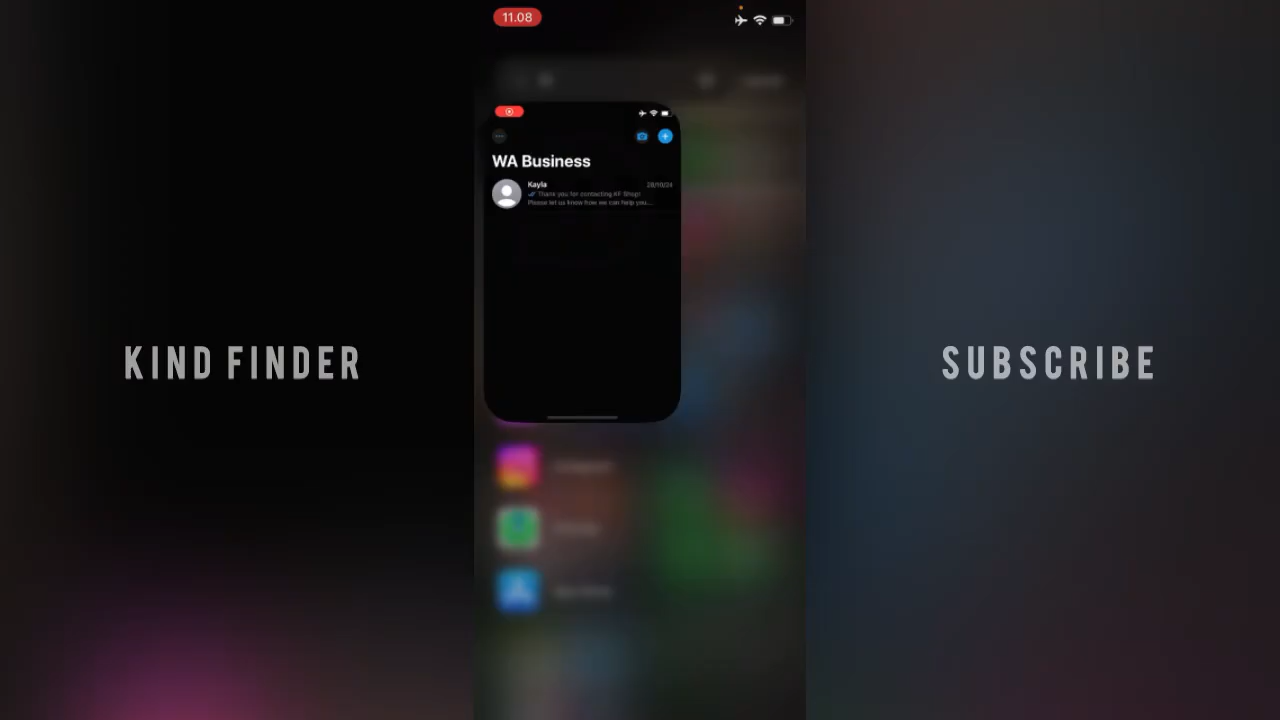 11.08
WA Business
Kayla
28/10/24
Thank you for contacting KF Shop!
Please let us know how we can help you...
KIND FINDER
SUBSCRIBE